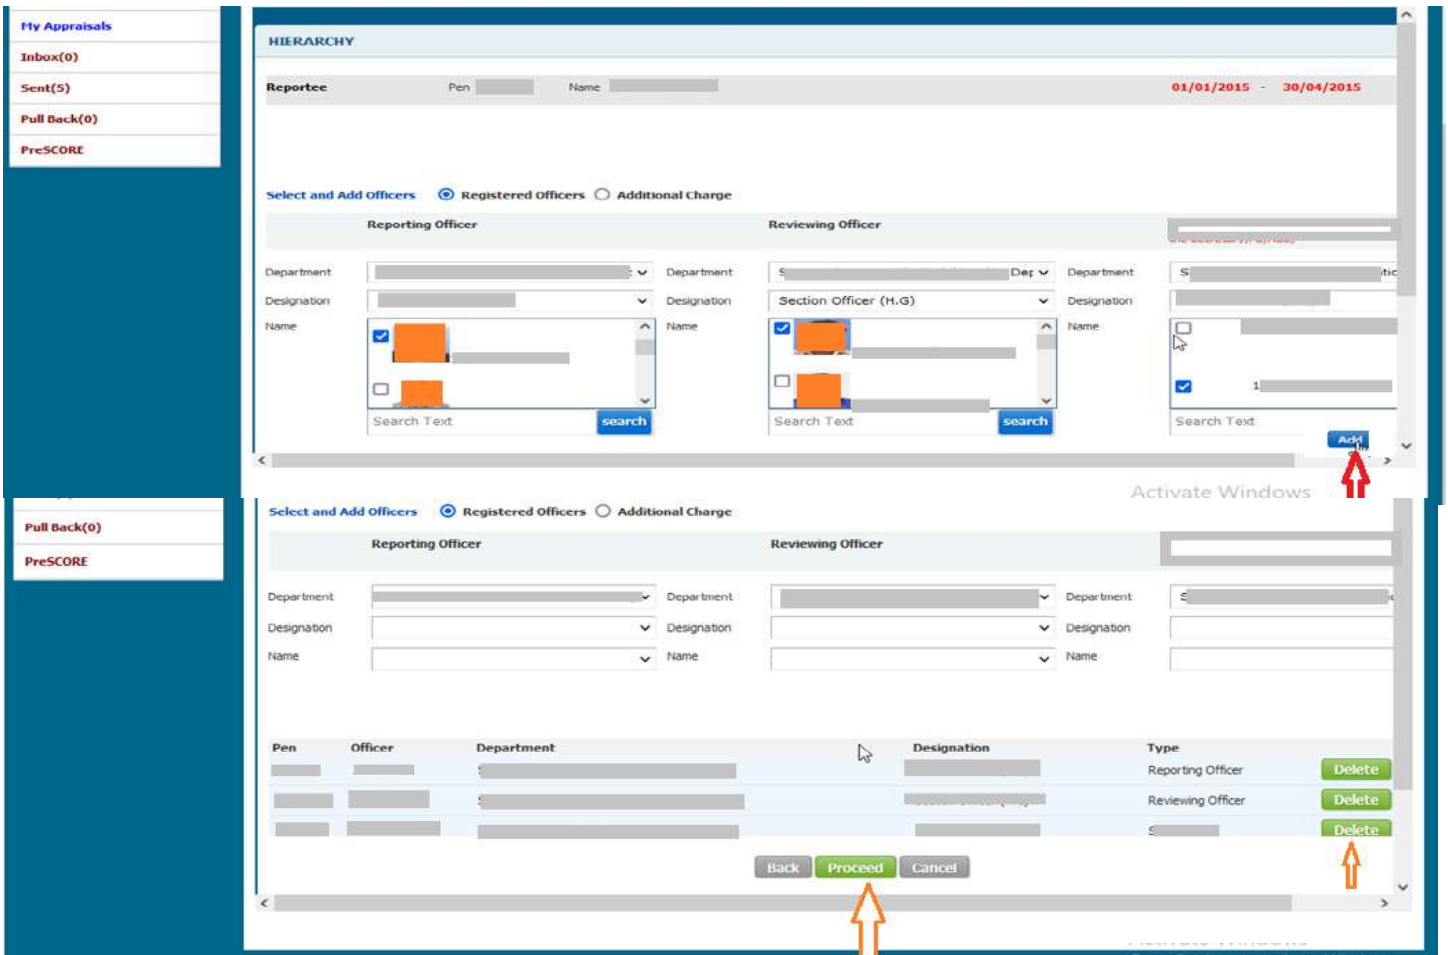 My Appraisals
Inbox(0)
Sent(5)
Pull Back(0)
PreSCORE
HIERARCHY
Reportee Pen Name 01/01/2015 - 30/04/2015
Select and Add Officers Registered Officers Additional Charge
Reporting Officer Reviewing Officer
Department Department Dep Department S
Designation Designation Section Officer (H.G) Designation
Name Name Name
1
Search Text search Search Text search Search Text
Add
Activate Windows
Select and Add Officers Registered Officers Additional Charge
Pull Back(0)
PreSCORE
Reporting Officer Reviewing Officer
Department Department Department S
Designation Designation Designation
Name Name Name
Pen Officer Department Designation Type
Reporting Officer Delete
Reviewing Officer Delete
S Delete
Back Proceed Cancel